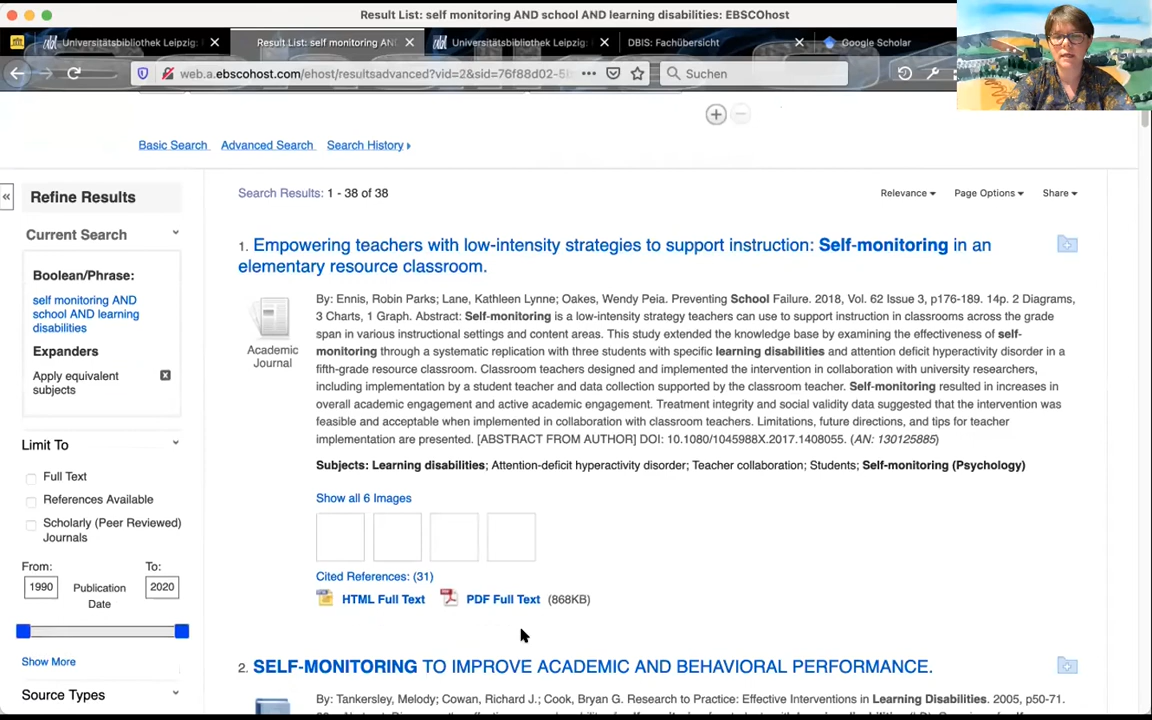 Result List: self monitoring AND school AND learning disabilities: EBSCOhost
Universitätsbibliothek Leipzig:
Result List: self monitoring AN
Universitätsbibliothek Leipzig:
DBIS: Fachübersicht
Google Scholar
web.a.ebscohost.com/ehost/resultsadvanced?vid=2&sid=76f88d02-5
Suchen
Basic Search
Advanced Search
Search History
Refine Results
Current Search
Boolean/Phrase:
self monitoring AND
school AND learning
disabilities
Expanders
Apply equivalent
subjects
Limit To
Full Text
References Available
Scholarly (Peer Reviewed)
Journals
From:
To:
1990
Publication
Date
2020
Show More
Source Types
Search Results: 1 - 38 of 38
Relevance
Page Options
Share
1. Empowering teachers with low-intensity strategies to support instruction: Self-monitoring in an
elementary resource classroom.
Academic
Journal
By: Ennis, Robin Parks; Lane, Kathleen Lynne; Oakes, Wendy Peia. Preventing School Failure. 2018, Vol. 62 Issue 3, p176-189. 14p. 2 Diagrams,
3 Charts, 1 Graph. Abstract: Self-monitoring is a low-intensity strategy teachers can use to support instruction in classrooms across the grade
span in various instructional settings and content areas. This study extended the knowledge base by examining the effectiveness of self-
monitoring through a systematic replication with three students with specific learning disabilities and attention deficit hyperactivity disorder in a
fifth-grade resource classroom. Classroom teachers designed and implemented the intervention in collaboration with university researchers,
including implementation by a student teacher and data collection supported by the classroom teacher. Self-monitoring resulted in increases in
overall academic engagement and active academic engagement. Treatment integrity and social validity data suggested that the intervention was
feasible and acceptable when implemented in collaboration with classroom teachers. Limitations, future directions, and tips for teacher
implementation are presented. [ABSTRACT FROM AUTHOR] DOI: 10.1080/1045988X.2017.1408055. (AN: 130125885)
Subjects: Learning disabilities; Attention-deficit hyperactivity disorder; Teacher collaboration; Students; Self-monitoring (Psychology)
Show all 6 Images
Cited References: (31)
HTML Full Text
PDF Full Text (868KB)
2. SELF-MONITORING TO IMPROVE ACADEMIC AND BEHAVIORAL PERFORMANCE.
By: Tankersley, Melody; Cowan, Richard J.; Cook, Bryan G. Research to Practice: Effective Interventions in Learning Disabilities. 2005, p50-71.